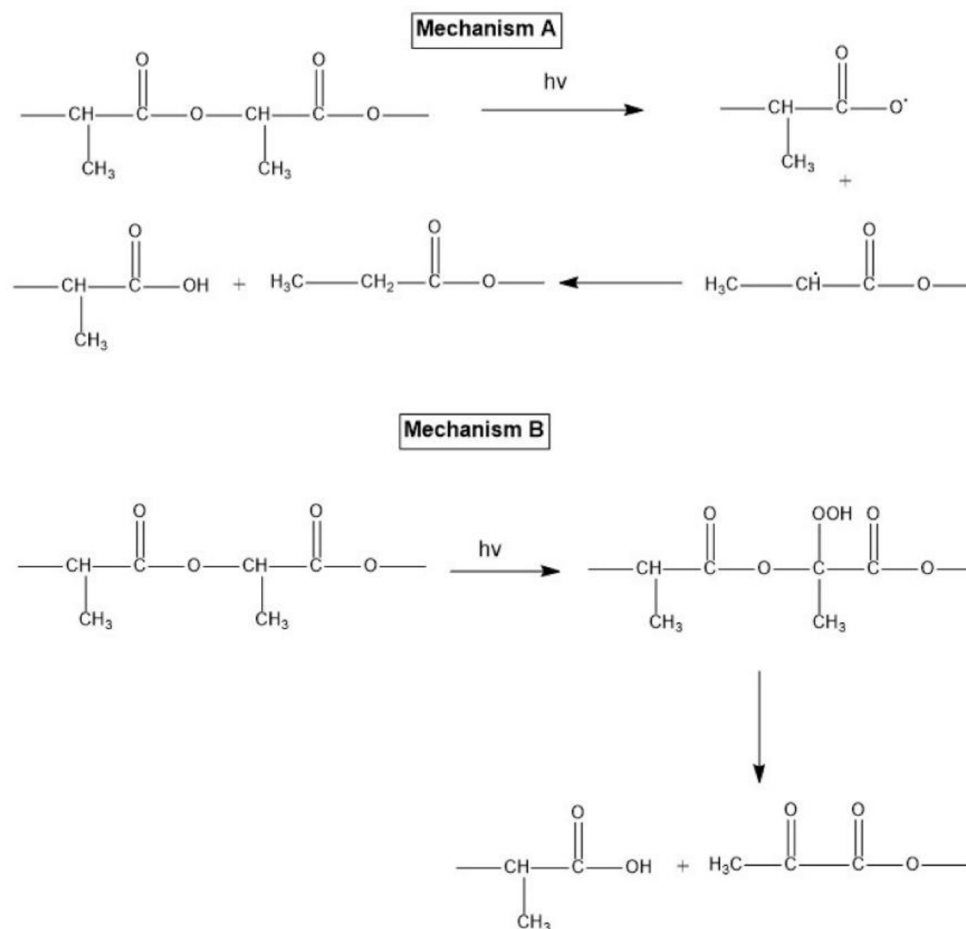 Mechanism A
O O hv O
CH C O CH C O CH C O•
CH3 CH3 CH3
+
O O O
CH C OH + H3C CH2 C O H3C CH• C O
CH3
Mechanism B
O O hv O OOH O
CH C O CH C O CH C O C C O
CH3 CH3 CH3 CH3
O O O
CH C OH + H3C C C O
CH3